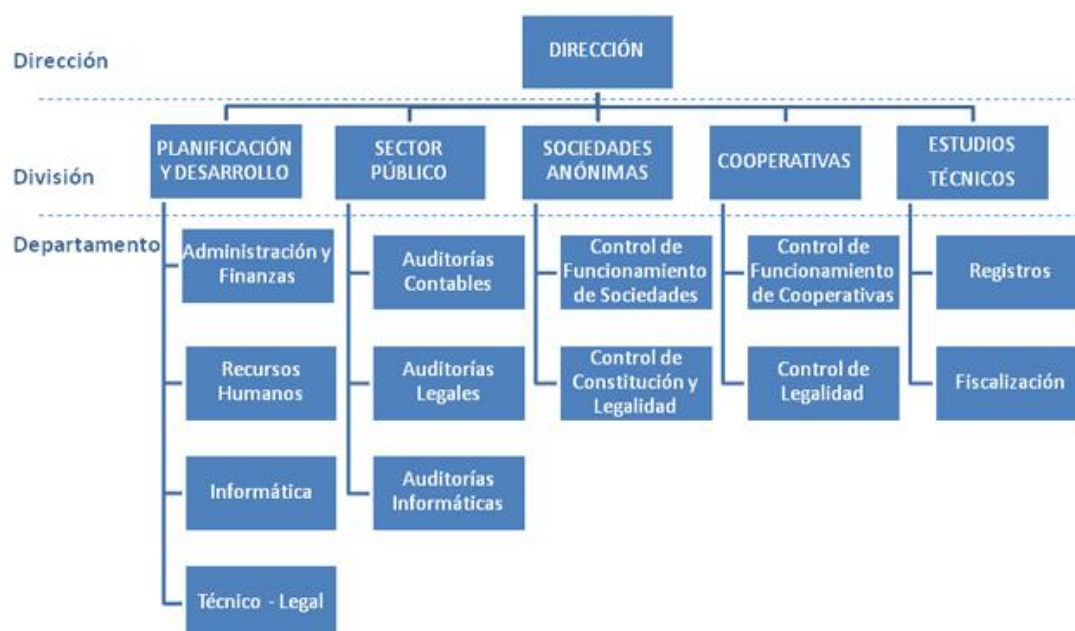 DIRECCIÓN
Dirección
PLANIFICACIÓN
Y DESARROLLO
SECTOR
PÚBLICO
SOCIEDADES
ANÓNIMAS
COOPERATIVAS
ESTUDIOS
TÉCNICOS
División
Departamento
Administración y
Finanzas
Auditorías
Contables
Control de
Funcionamiento
de Sociedades
Control de
Funcionamiento
de Cooperativas
Registros
Recursos
Humanos
Auditorías
Legales
Control de
Constitución y
Legalidad
Control de
Legalidad
Fiscalización
Informática
Auditorías
Informáticas
Técnico - Legal